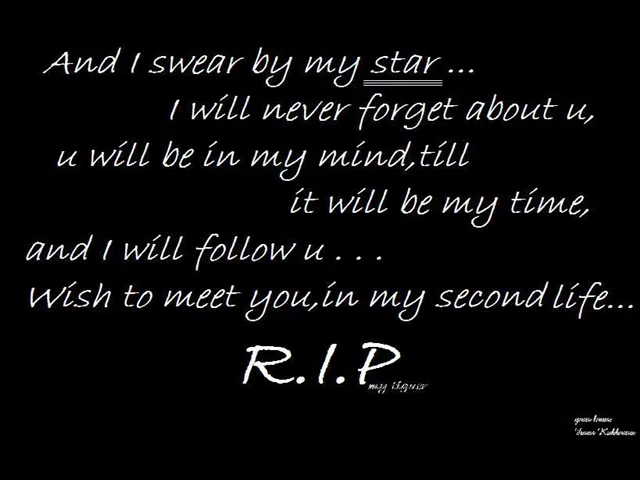 And I swear by my star ...
I will never forget about u,
u will be in my mind,till
it will be my time,
and I will follow u . . .
Wish to meet you,in my second life...
R.I.P
my